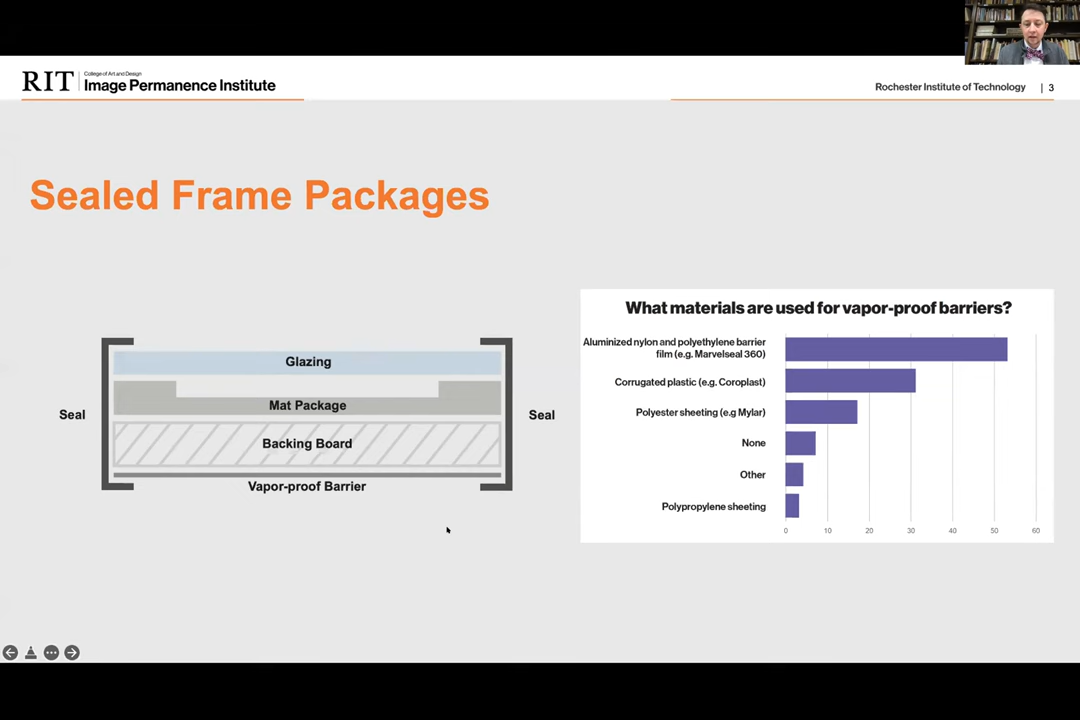 RIT
College of Art and Design
Image Permanence Institute
Rochester Institute of Technology | 3
Sealed Frame Packages
Glazing
Mat Package
Seal
Seal
Backing Board
Vapor-proof Barrier
What materials are used for vapor-proof barriers?
Aluminized nylon and polyethylene barrier
film (e.g. Marvelseal 360)
Corrugated plastic (e.g. Coroplast)
Polyester sheeting (e.g Mylar)
None
Other
Polypropylene sheeting
0 10 20 30 40 50 60